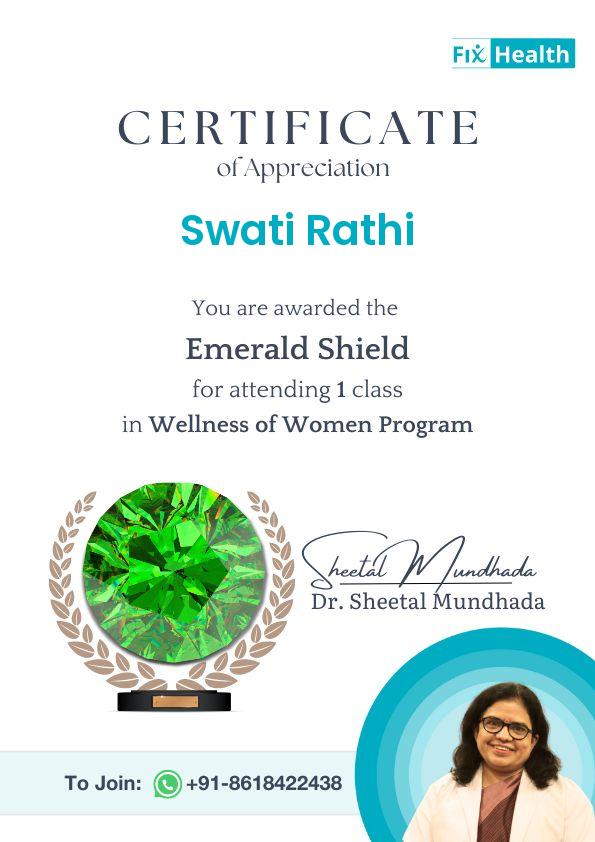 Fix Health
CERTIFICATE
of Appreciation
Swati Rathi
You are awarded the
Emerald Shield
for attending 1 class
in Wellness of Women Program
Sheetal Mundhada
Dr. Sheetal Mundhada
To Join: +91-8618422438